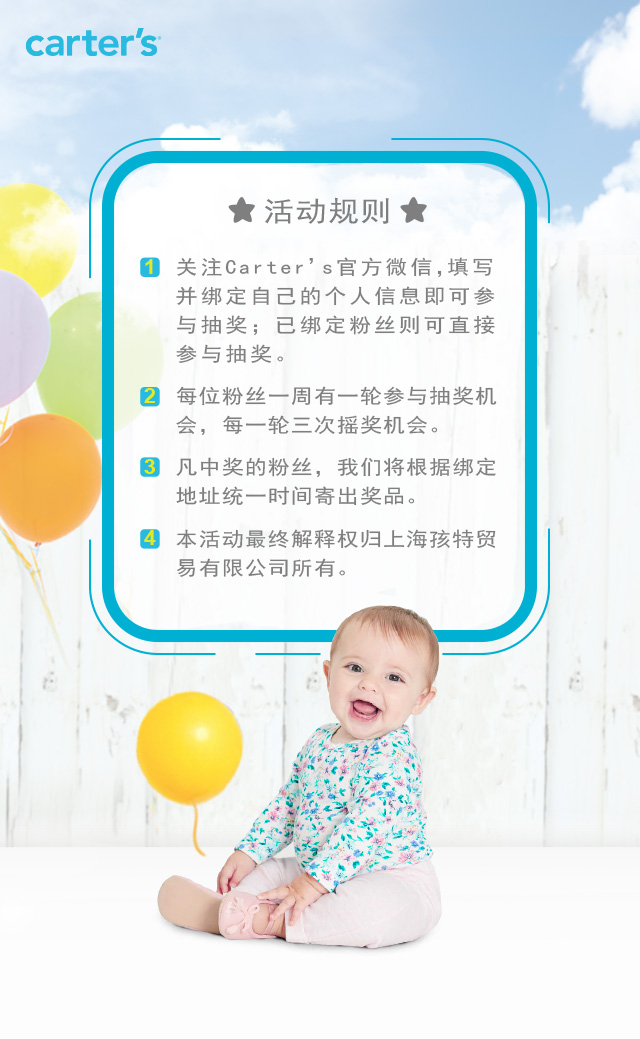 carter's
★ 活动规则 ★
1 关注Carter's官方微信,填写
并绑定自己的个人信息即可参
与抽奖；已绑定粉丝则可直接
参与抽奖。
2 每位粉丝一周有一轮参与抽奖机
会，每一轮三次摇奖机会。
3 凡中奖的粉丝，我们将根据绑定
地址统一时间寄出奖品。
4 本活动最终解释权归上海孩特贸
易有限公司所有。